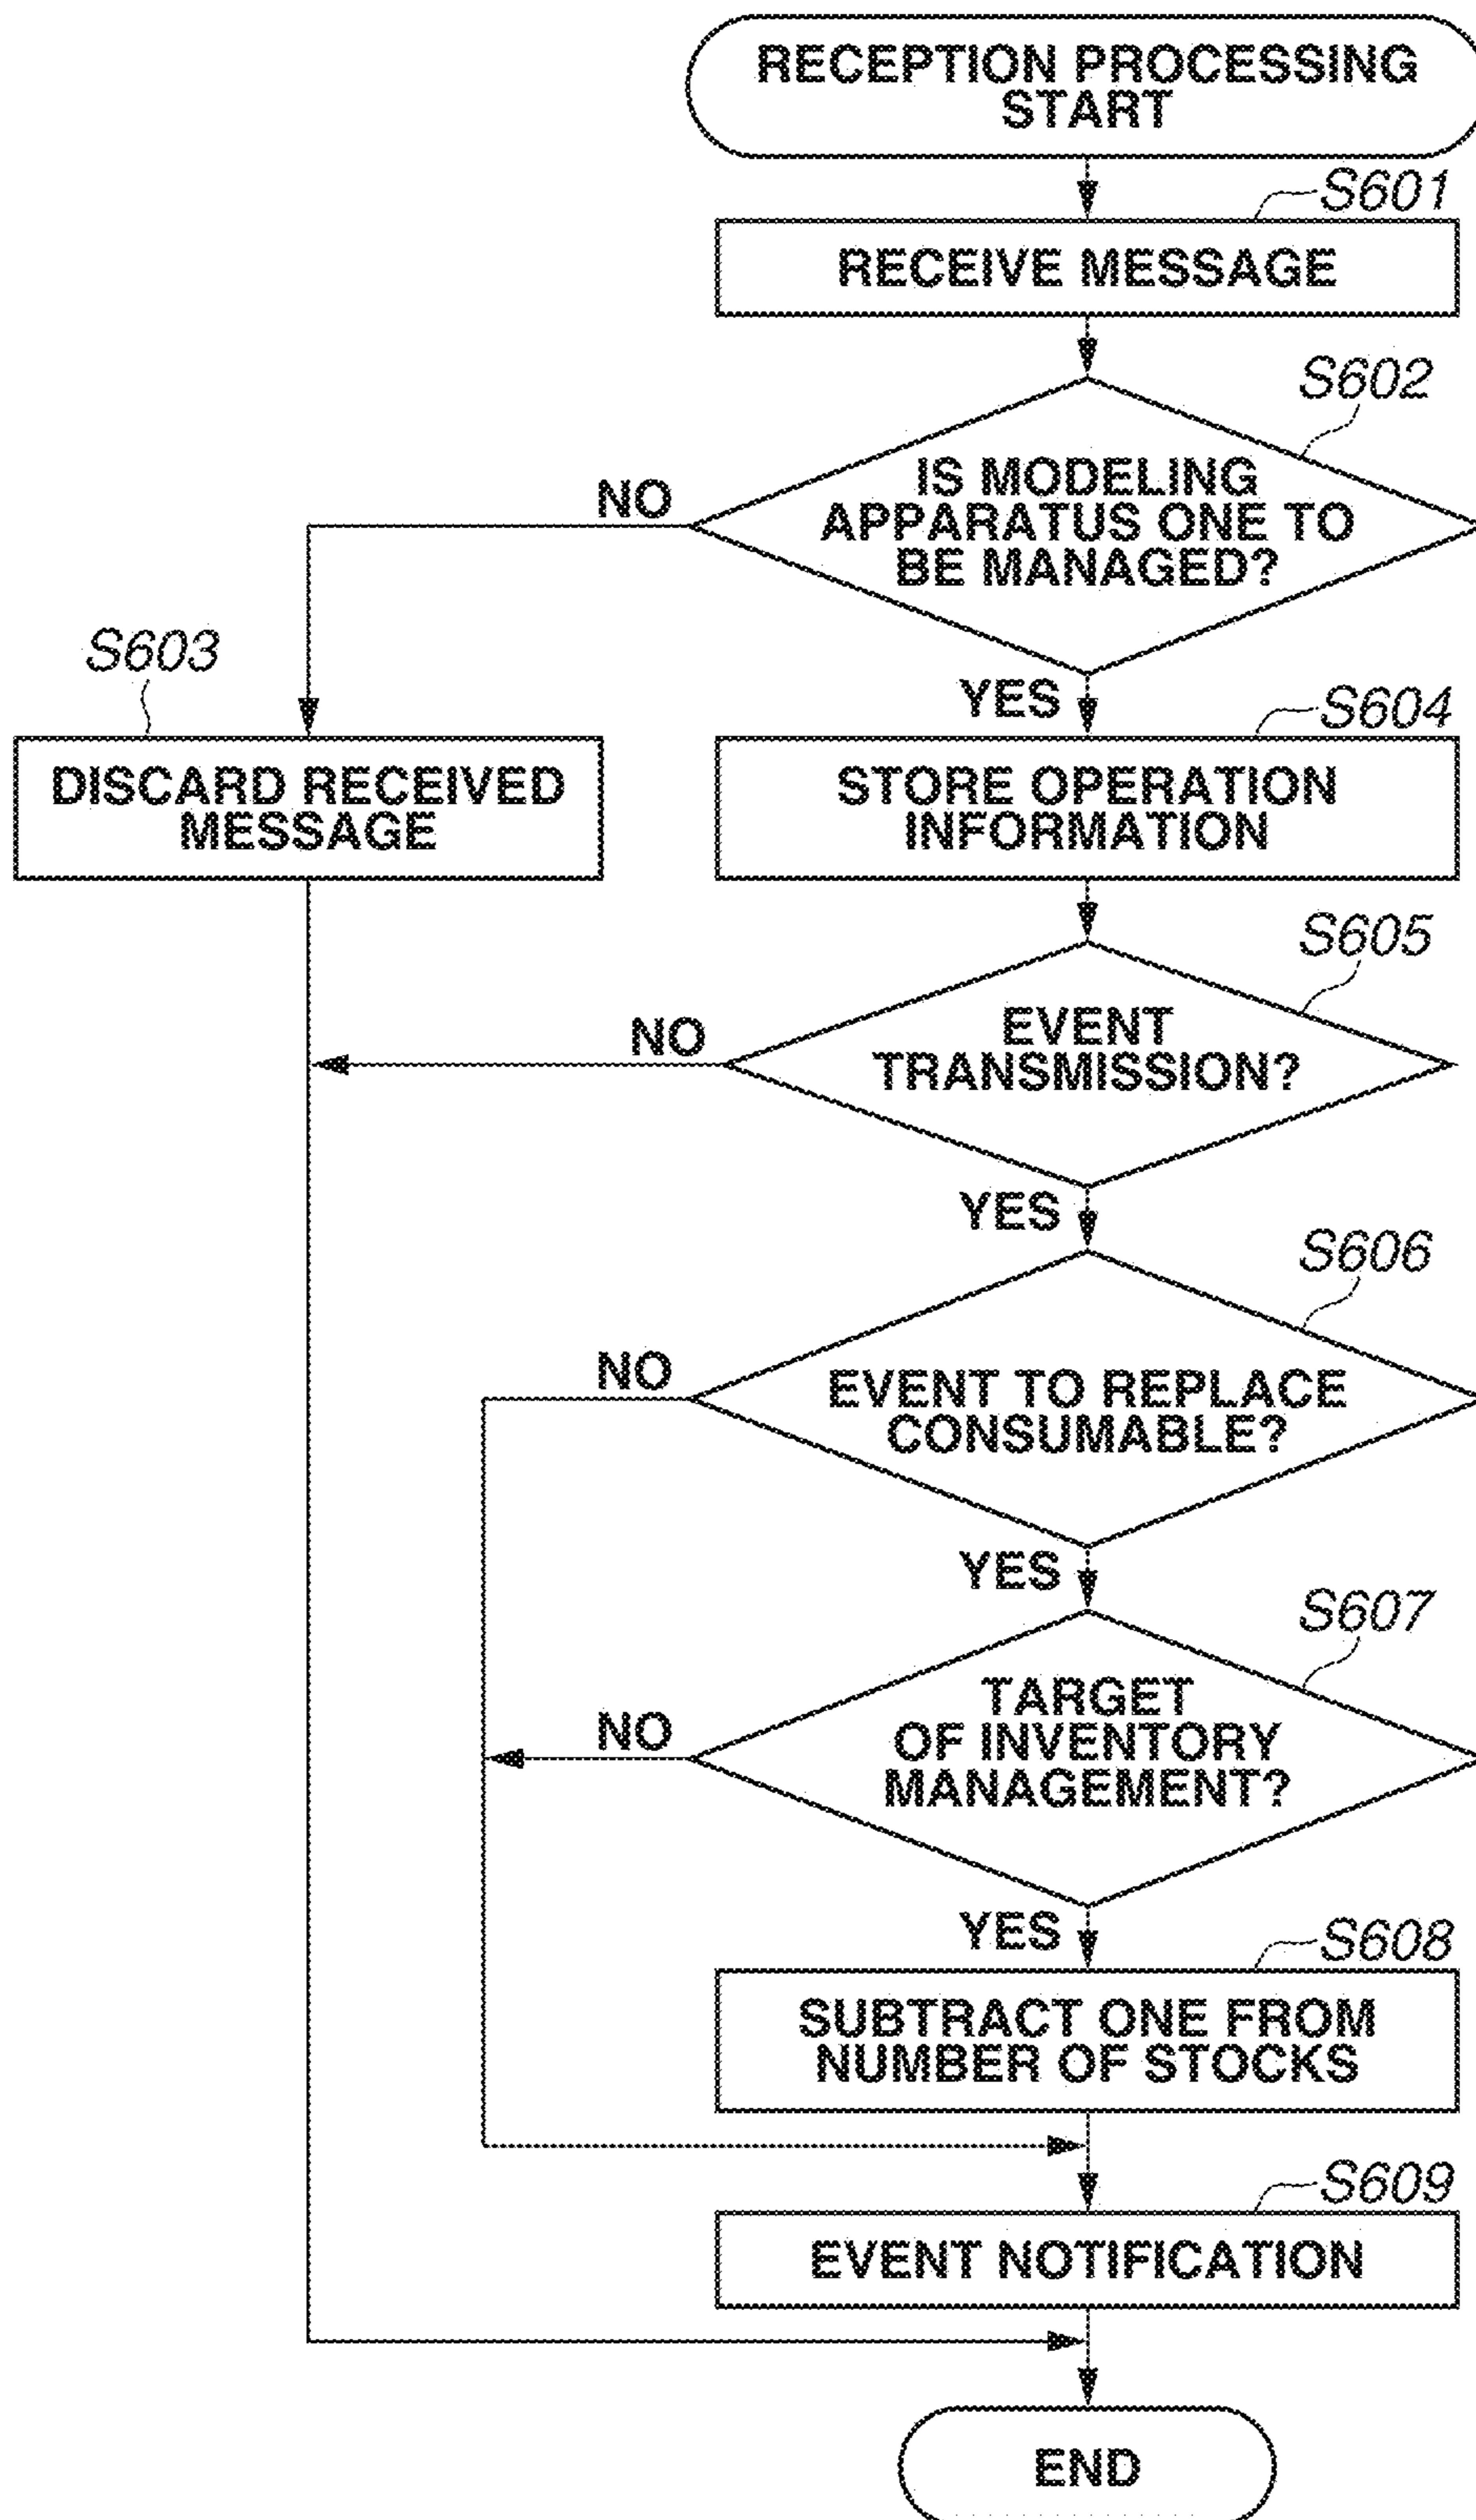 RECEPTION PROCESSING
START
S601
RECEIVE MESSAGE
S602
IS MODELING
APPARATUS ONE TO
BE MANAGED?
NO
YES
S603
DISCARD RECEIVED
MESSAGE
S604
STORE OPERATION
INFORMATION
S605
EVENT
TRANSMISSION?
NO
YES
S606
EVENT TO REPLACE
CONSUMABLE?
NO
YES
S607
TARGET
OF INVENTORY
MANAGEMENT?
NO
YES
S608
SUBTRACT ONE FROM
NUMBER OF STOCKS
S609
EVENT NOTIFICATION
END